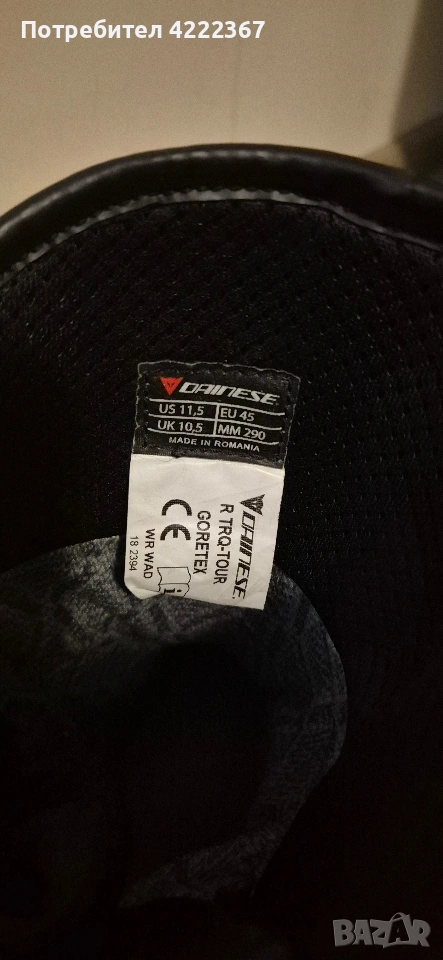 Потребител 4222367
DAINESE
US 11,5 EU 45
UK 10,5 MM 290
MADE IN ROMANIA
DAINESE
R TRQ-TOUR
GORETEX
CE
i
WR WAD
18 2394
BAZAR